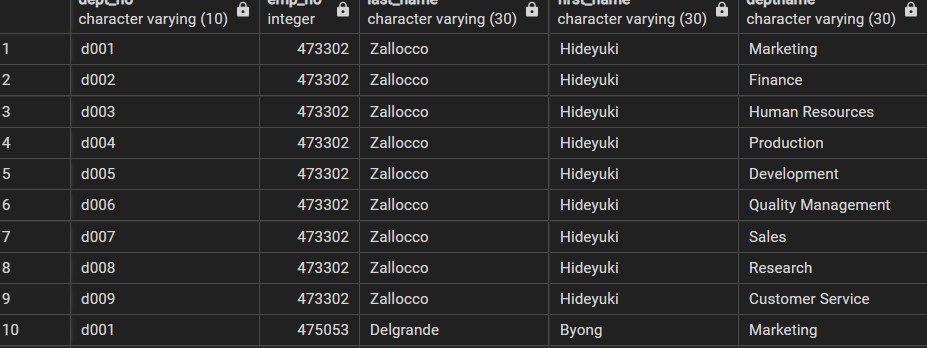 dept_no emp_no last_name first_name deptname
character varying (10) integer character varying (30) character varying (30) character varying (30)
1 d001 473302 Zallocco Hideyuki Marketing
2 d002 473302 Zallocco Hideyuki Finance
3 d003 473302 Zallocco Hideyuki Human Resources
4 d004 473302 Zallocco Hideyuki Production
5 d005 473302 Zallocco Hideyuki Development
6 d006 473302 Zallocco Hideyuki Quality Management
7 d007 473302 Zallocco Hideyuki Sales
8 d008 473302 Zallocco Hideyuki Research
9 d009 473302 Zallocco Hideyuki Customer Service
10 d001 475053 Delgrande Byong Marketing